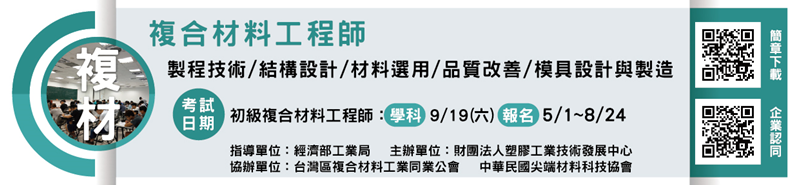 複材
複合材料工程師
製程技術/結構設計/材料選用/品質改善/模具設計與製造
考試日期
初級複合材料工程師：學科 9/19(六) 報名 5/1~8/24
指導單位：經濟部工業局 主辦單位：財團法人塑膠工業技術發展中心
協辦單位：台灣區複合材料工業同業公會 中華民國尖端材料科技協會
簡章下載
企業認同